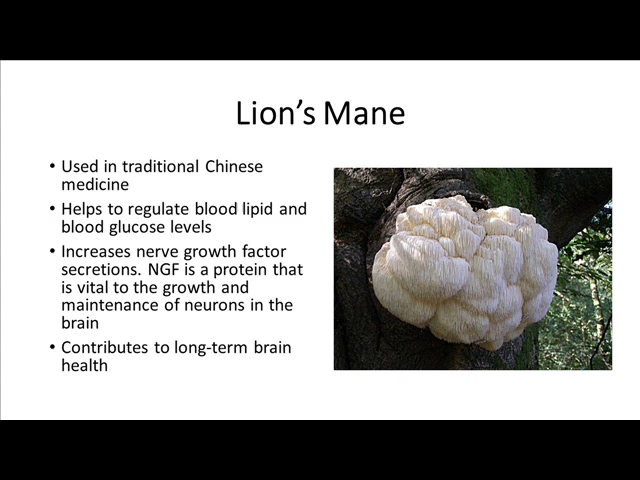 Lion’s Mane
• Used in traditional Chinese
medicine
• Helps to regulate blood lipid and
blood glucose levels
• Increases nerve growth factor
secretions. NGF is a protein that
is vital to the growth and
maintenance of neurons in the
brain
• Contributes to long-term brain
health